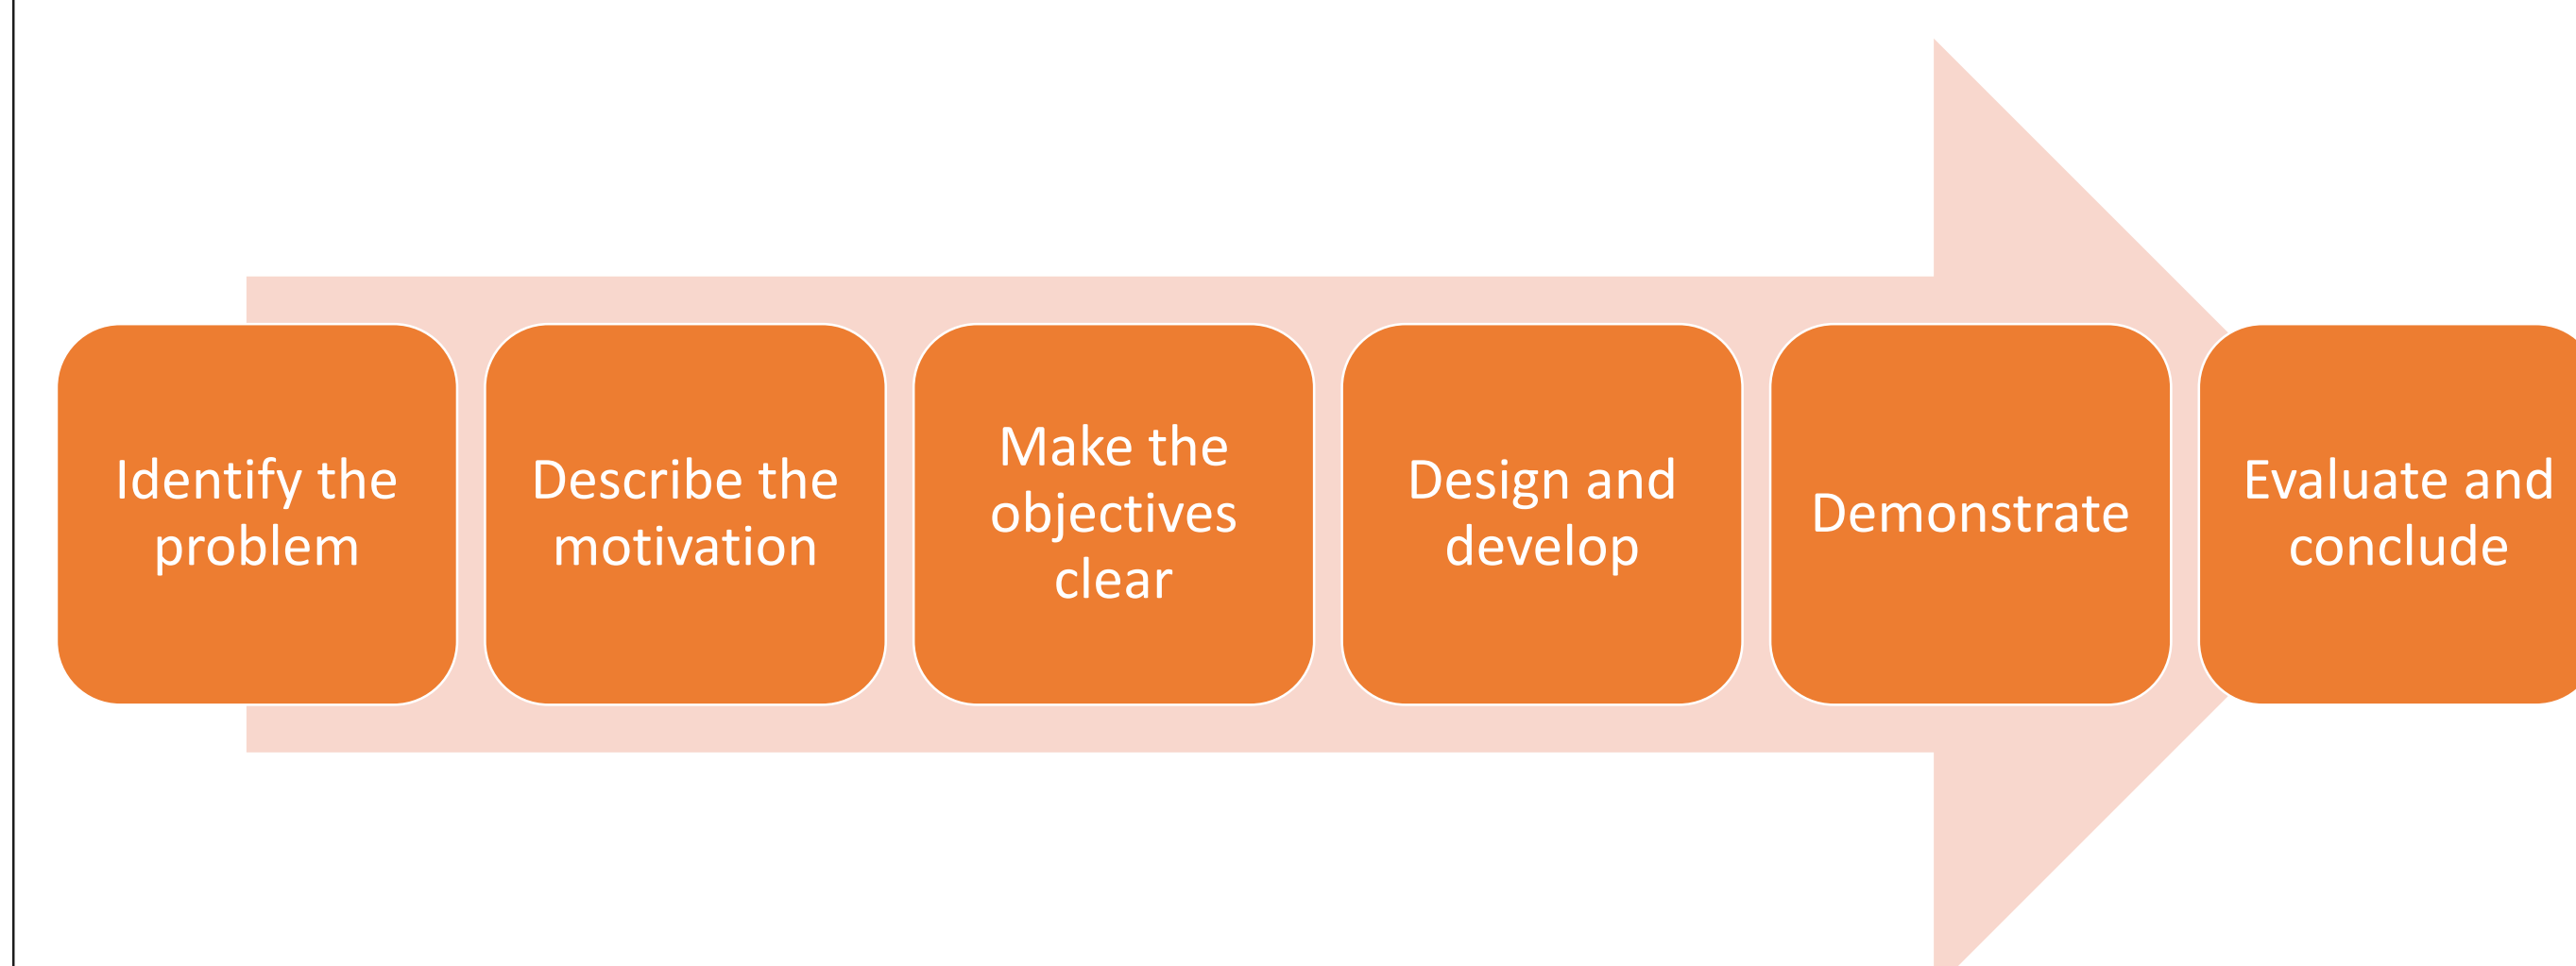 Identify the
problem
Describe the
motivation
Make the
objectives
clear
Design and
develop
Demonstrate
Evaluate and
conclude